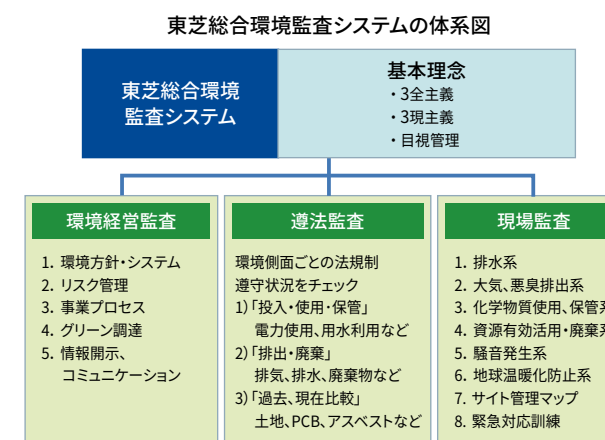 東芝総合環境監査システムの体系図
東芝総合環境
監査システム
基本理念
・3全主義
・3現主義
・目視管理
環境経営監査
1. 環境方針・システム
2. リスク管理
3. 事業プロセス
4. グリーン調達
5. 情報開示、
コミュニケーション
遵法監査
環境側面ごとの法規制
遵守状況をチェック
1)「投入・使用・保管」
電力使用、用水利用など
2)「排出・廃棄」
排気、排水、廃棄物など
3)「過去、現在比較」
土地、PCB、アスベストなど
現場監査
1. 排水系
2. 大気、悪臭排出系
3. 化学物質使用、保管系
4. 資源有効活用・廃棄系
5. 騒音発生系
6. 地球温暖化防止系
7. サイト管理マップ
8. 緊急対応訓練